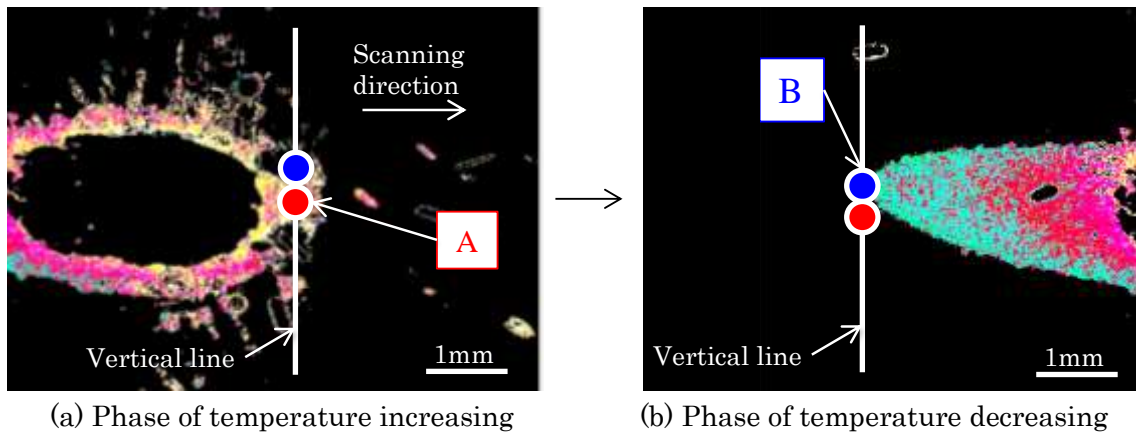 Scanning
direction
A
Vertical line
1mm
(a) Phase of temperature increasing
B
Vertical line
1mm
(b) Phase of temperature decreasing